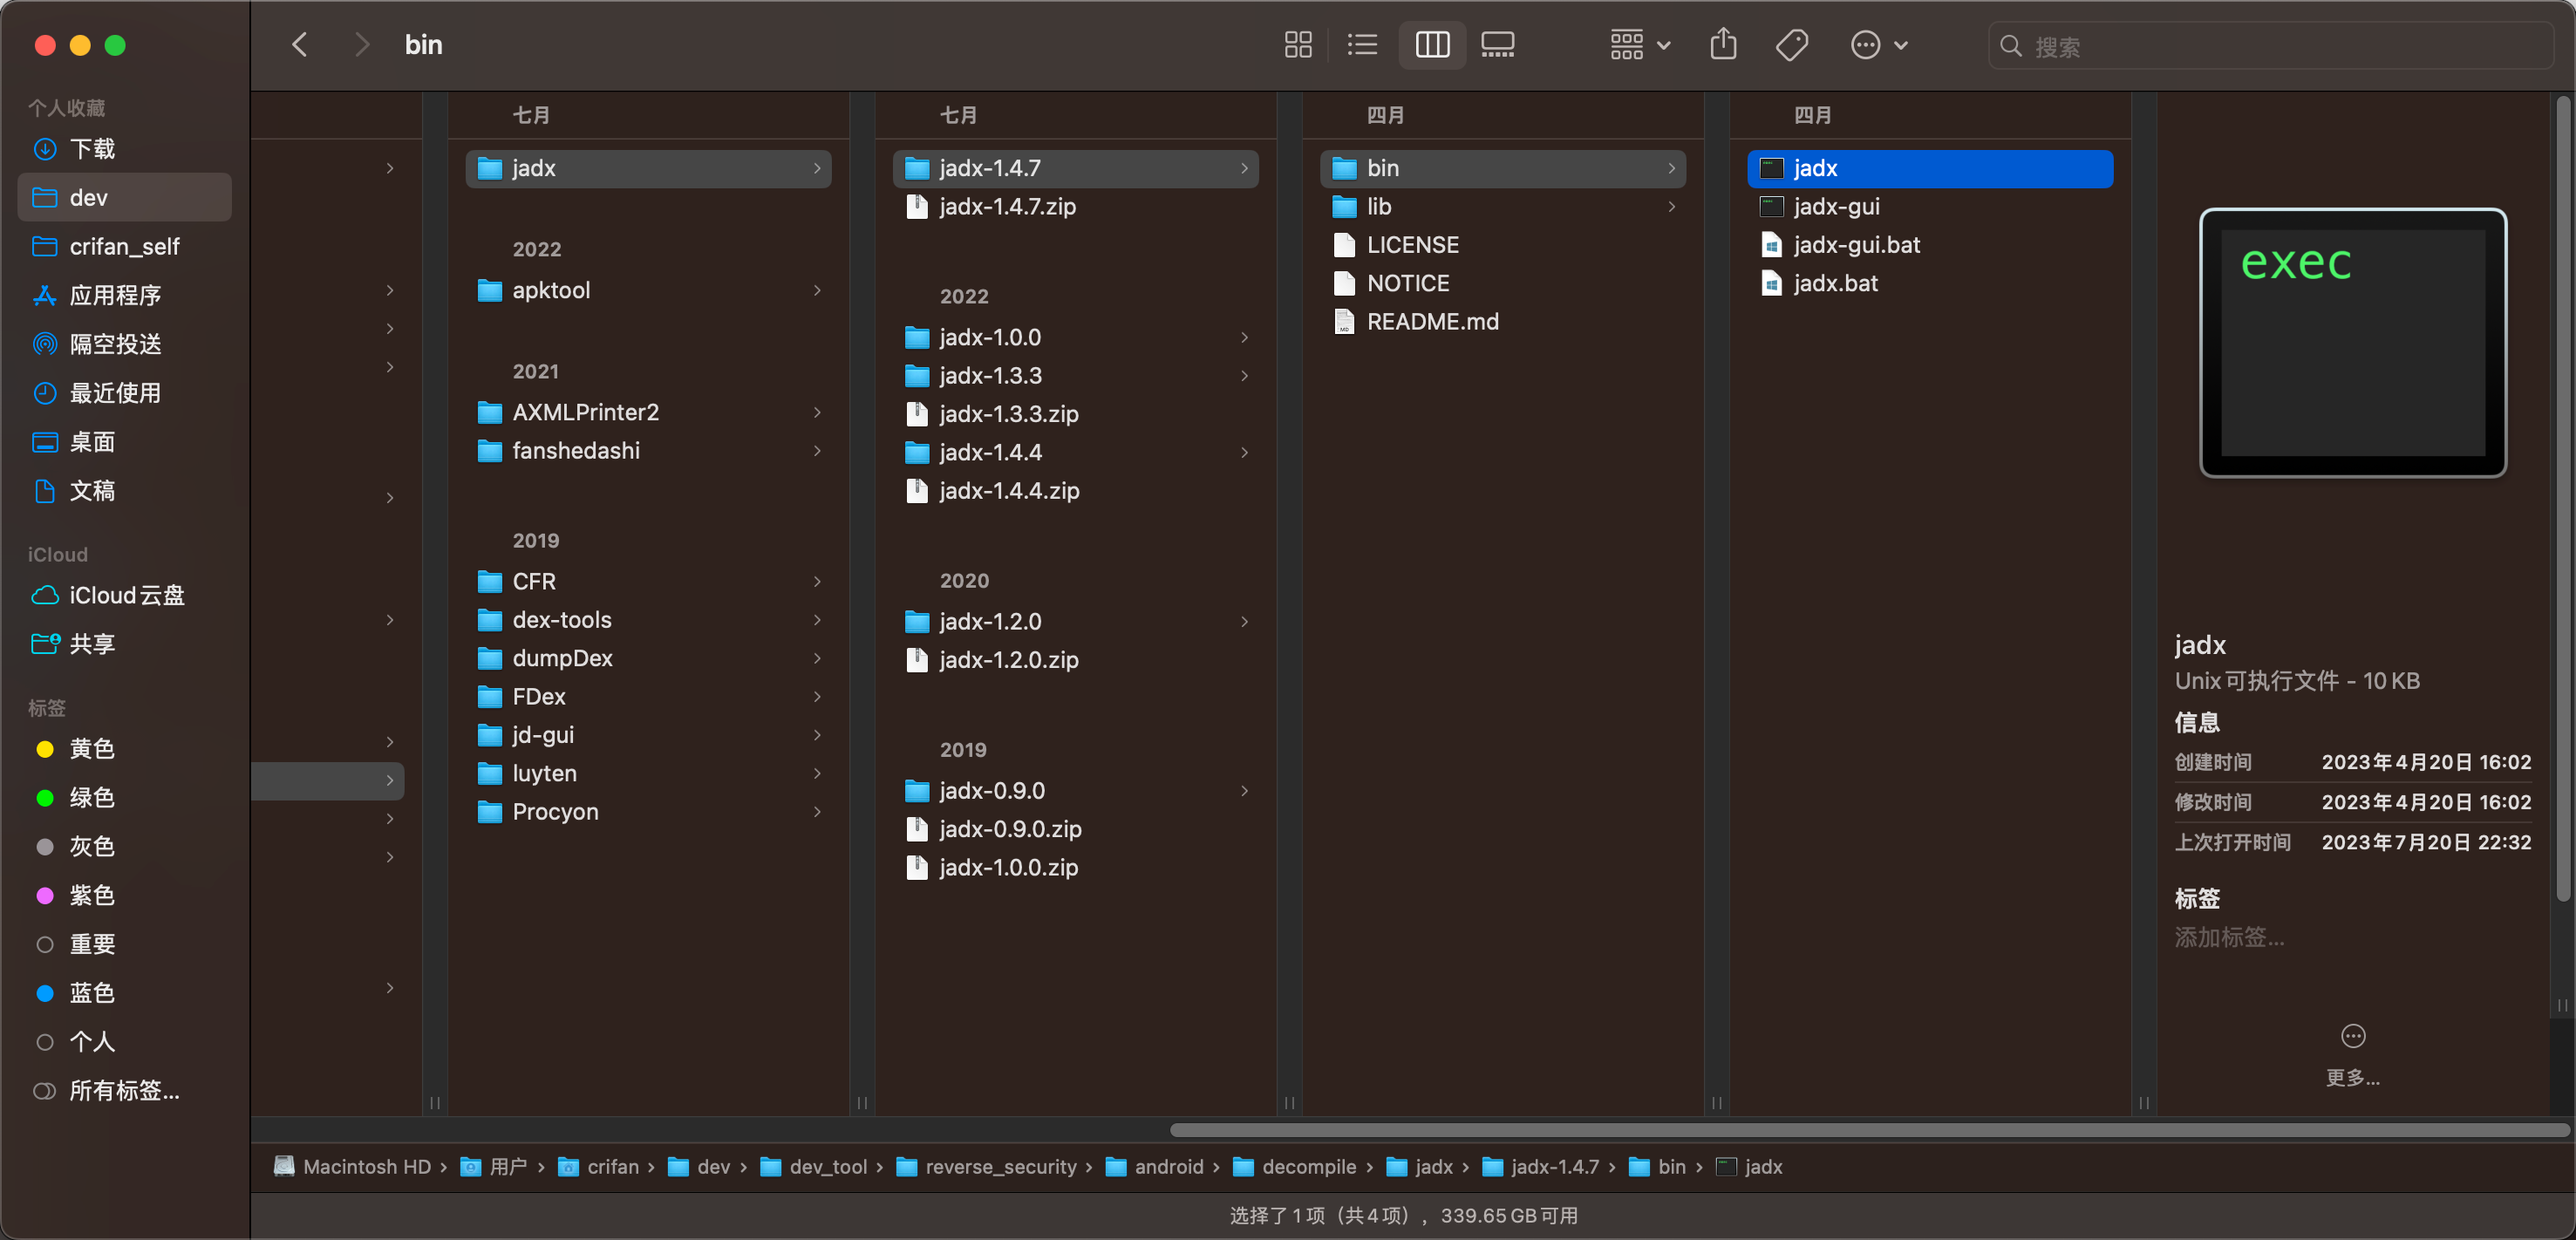 bin
搜索
个人收藏
下载
dev
crifan_self
应用程序
隔空投送
最近使用
桌面
文稿
iCloud
iCloud云盘
共享
标签
黄色
绿色
灰色
紫色
重要
蓝色
个人
所有标签...
七月
jadx
2022
apktool
2021
AXMLPrinter2
fanshedashi
2019
CFR
dex-tools
dumpDex
FDex
jd-gui
luyten
Procyon
七月
jadx-1.4.7
jadx-1.4.7.zip
2022
jadx-1.0.0
jadx-1.3.3
jadx-1.3.3.zip
jadx-1.4.4
jadx-1.4.4.zip
2020
jadx-1.2.0
jadx-1.2.0.zip
2019
jadx-0.9.0
jadx-0.9.0.zip
jadx-1.0.0.zip
四月
bin
lib
LICENSE
NOTICE
README.md
四月
jadx
jadx-gui
jadx-gui.bat
jadx.bat
exec
jadx
Unix可执行文件 - 10 KB
信息
创建时间 2023年4月20日 16:02
修改时间 2023年4月20日 16:02
上次打开时间 2023年7月20日 22:32
标签
添加标签...
更多...
Macintosh HD › 用户 › crifan › dev › dev_tool › reverse_security › android › decompile › jadx › jadx-1.4.7 › bin › jadx
选择了1项（共4项），339.65 GB可用